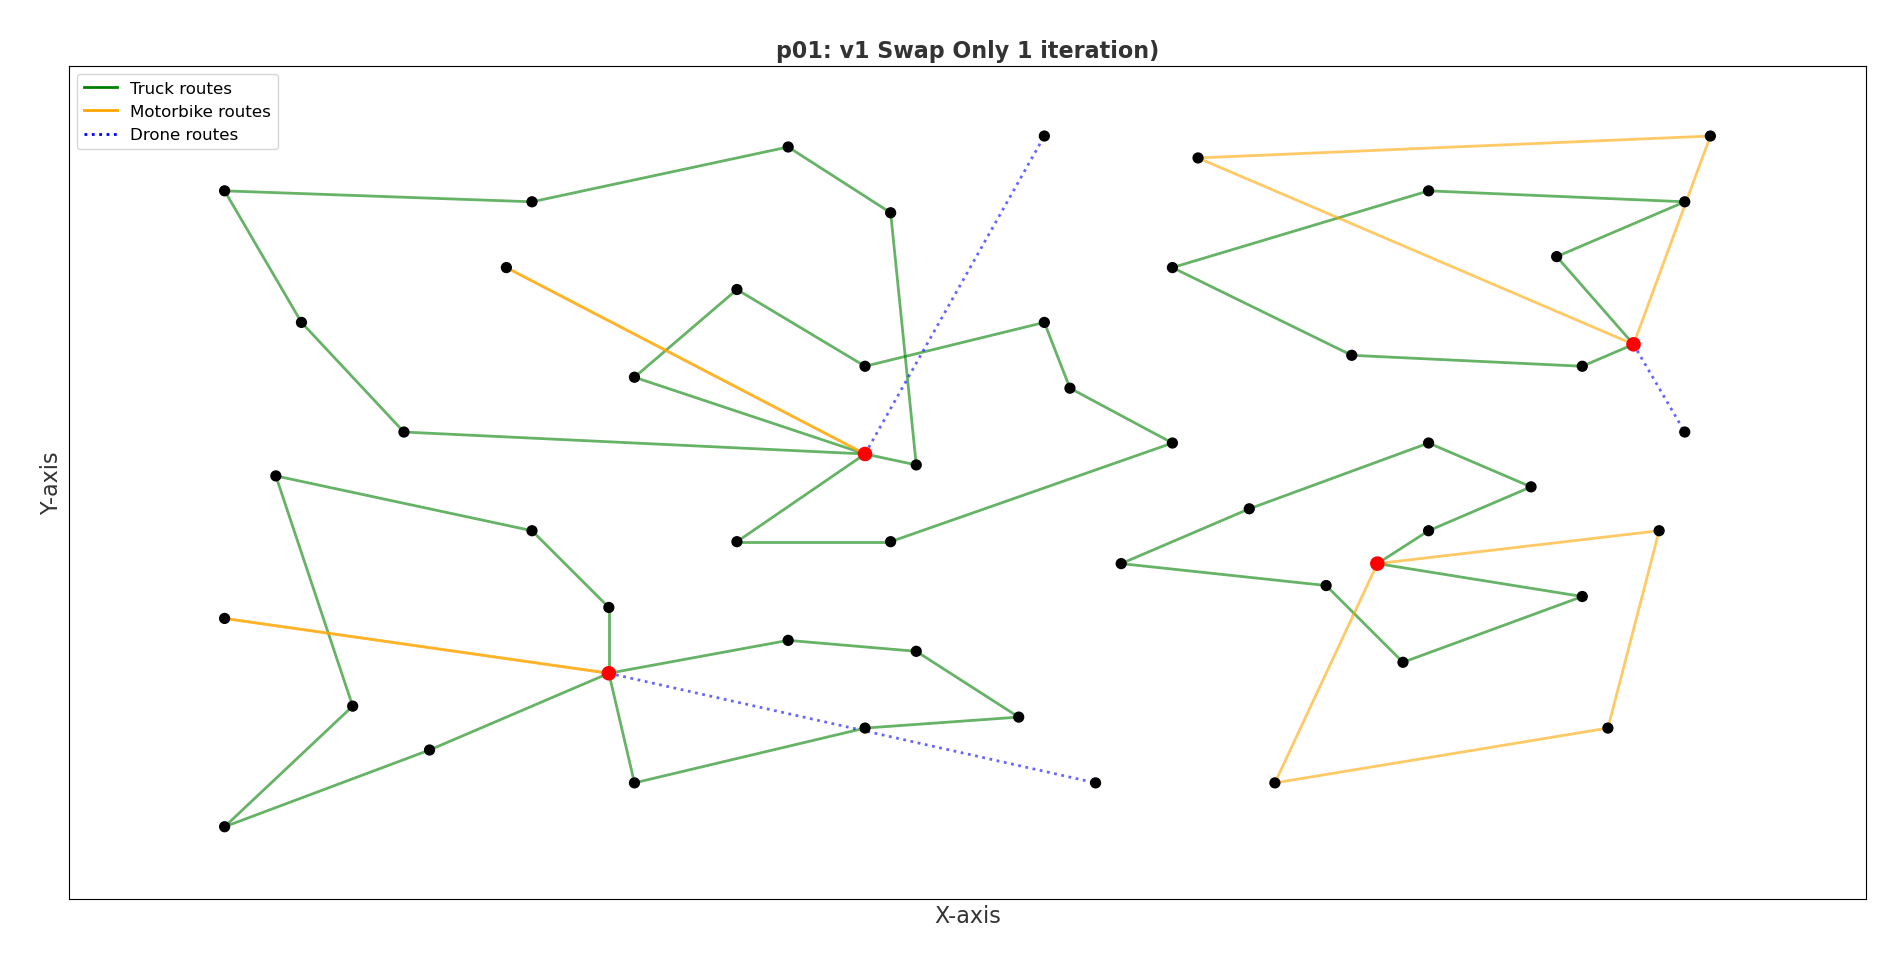 p01: v1 Swap Only 1 iteration)
Truck routes
Motorbike routes
Drone routes
Y-axis
X-axis